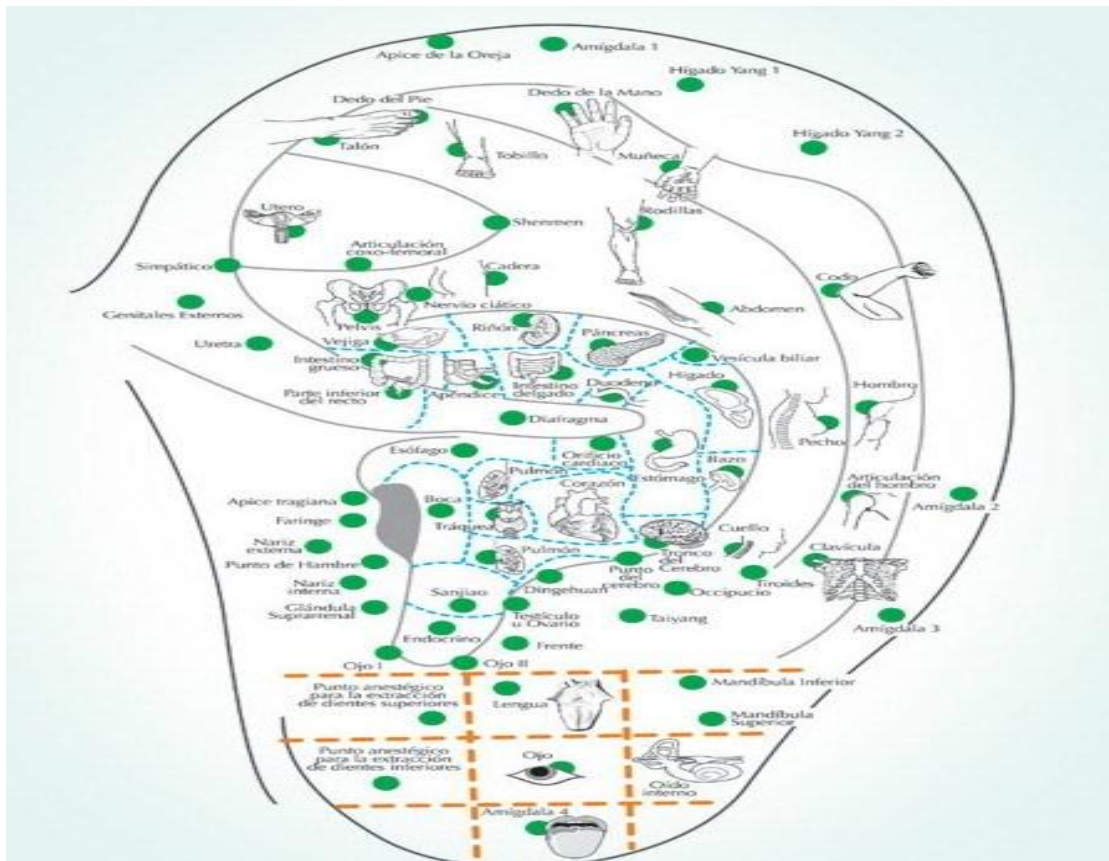 Apice de la Oreja
Amígdala 1
Hígado Yang 1
Dedo del Pie
Dedo de la Mano
Hígado Yang 2
Talón
Tobillo
Muñeca
Utero
Shenmen
Rodillas
Articulación
coxo-femoral
Simpático
Cadera
Codo
Nervio ciático
Genitales Externos
Abdomen
Pelvis
Riñón
Páncreas
Uretra
Vejiga
Vesícula biliar
Intestino
grueso
Intestino
delgado
Duodeno
Hígado
Hombro
Parte inferior
del recto
Apéndice
Diafragma
Pecho
Esófago
Orificio
cardiaco
Pulmón
Bazo
Estómago
Articulación
del hombro
Corazón
Apice tragiana
Boca
Amígdala 2
Faringe
Tráquea
Cuello
Nariz
externa
Pulmón
Tronco
del
Cerebro
Clavícula
Punto de Hambre
Punto
del
cerebro
Tiroides
Nariz
interna
Dingehuan
Occipucio
Sanjiao
Glándula
Suprarrenal
Testículo
u Ovario
Taiyang
Amígdala 3
Endocrino
Frente
Ojo I
Ojo II
Punto anestégico
para la extracción
de dientes superiores
Lengua
Mandíbula Inferior
Mandíbula
Superior
Punto anestégico
para la extracción
de dientes inferiores
Ojo
Oído
interno
Amígdala 4